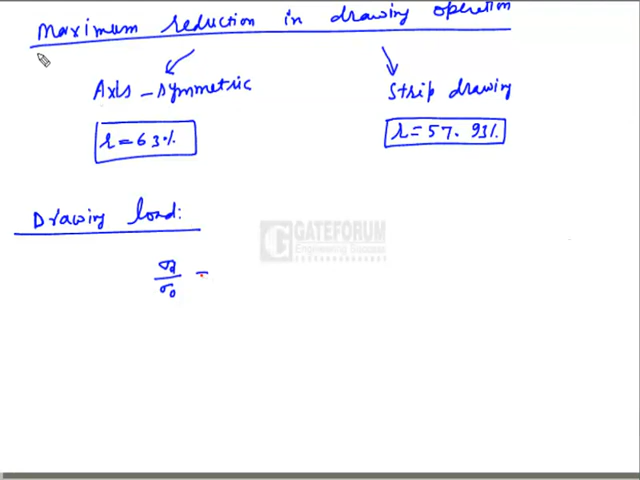 Maximum reduction in drawing operation
Axis - Symmetric
Strip drawing
r = 63%
r = 57.93%
Drawing load:
GATEFORUM
Engineering Success
σd/σ0 =